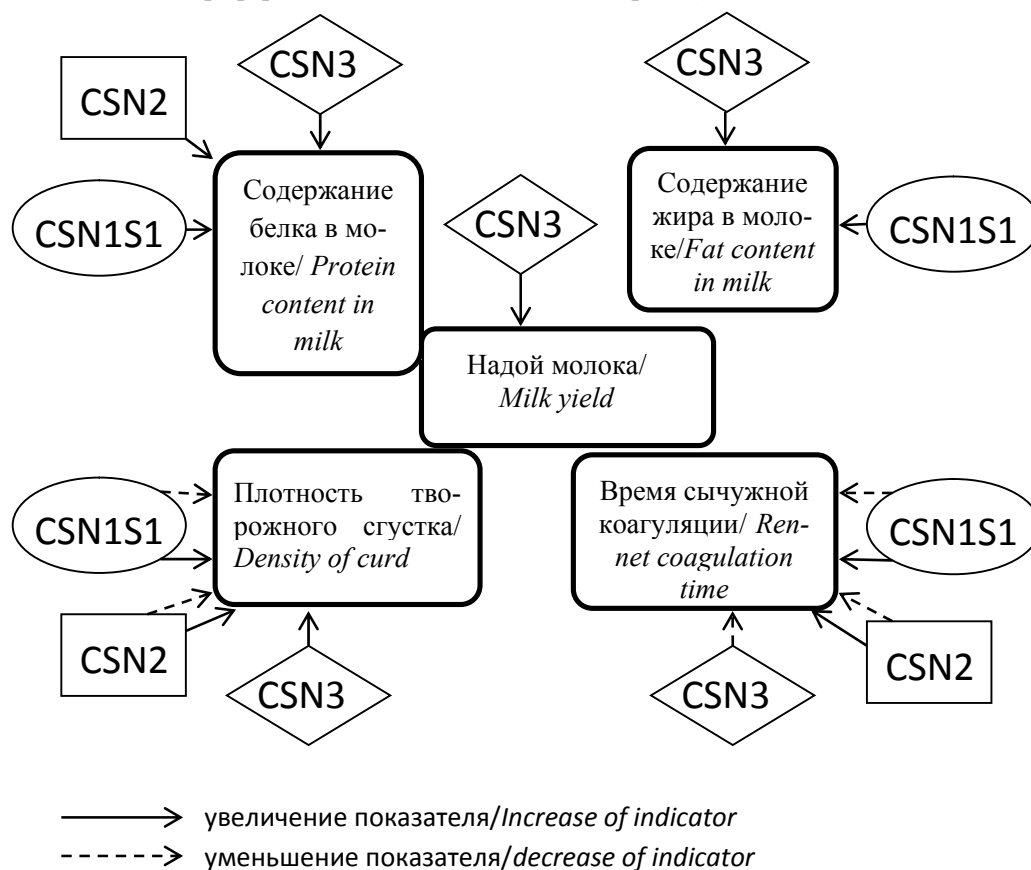 CSN3
CSN3
CSN2
CSN1S1
Содержание
белка в мо-
локе/ Protein
content in
milk
CSN3
Содержание
жира в моло-
ке/Fat content
in milk
CSN1S1
Надой молока/
Milk yield
CSN1S1
Плотность тво-
рожного сгустка/
Density of curd
Время сычужной
коагуляции/ Ren-
net coagulation
time
CSN1S1
CSN2
CSN3
CSN3
CSN2
увеличение показателя/Increase of indicator
уменьшение показателя/decrease of indicator